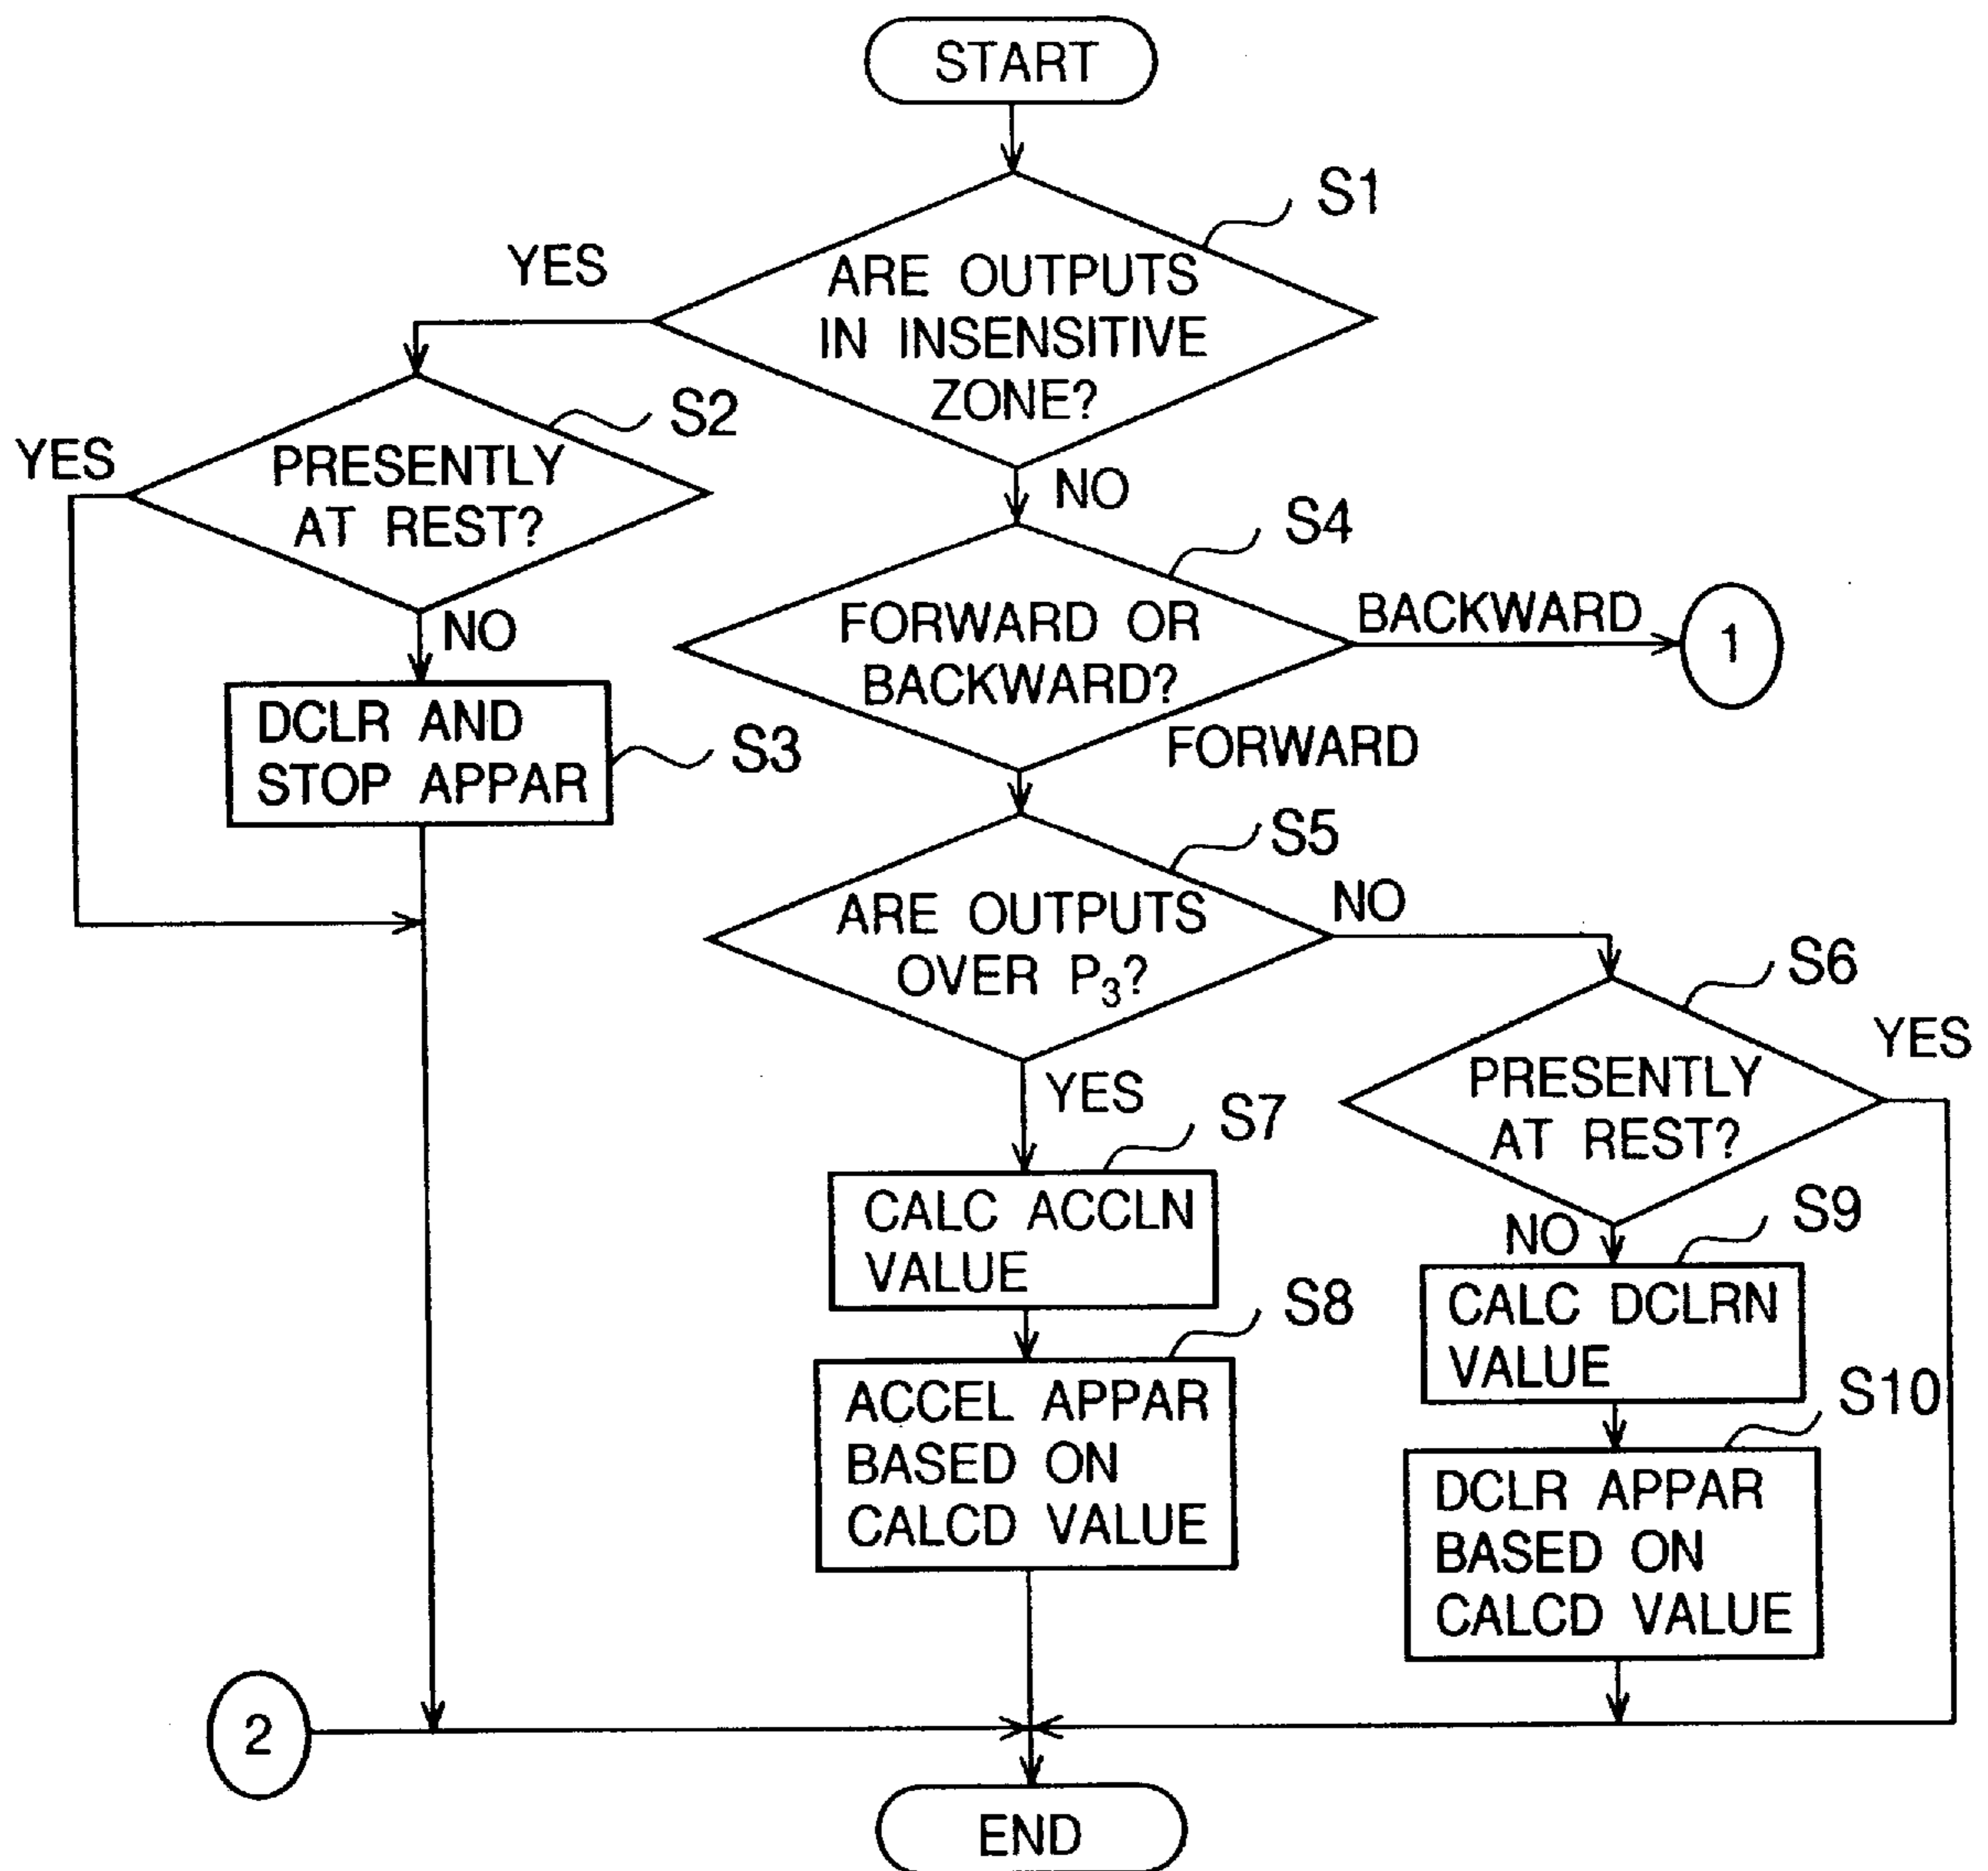 START
S1
YES
ARE OUTPUTS
IN INSENSITIVE
ZONE?
S2
YES
PRESENTLY
AT REST?
NO
NO
S4
FORWARD OR
BACKWARD?
BACKWARD
1
FORWARD
DCLR AND
STOP APPAR
S3
S5
ARE OUTPUTS
OVER P₃?
NO
S6
YES
PRESENTLY
AT REST?
YES
S7
CALC ACCLN
VALUE
NO
S9
CALC DCLRN
VALUE
S8
ACCEL APPAR
BASED ON
CALCD VALUE
S10
DCLR APPAR
BASED ON
CALCD VALUE
2
END